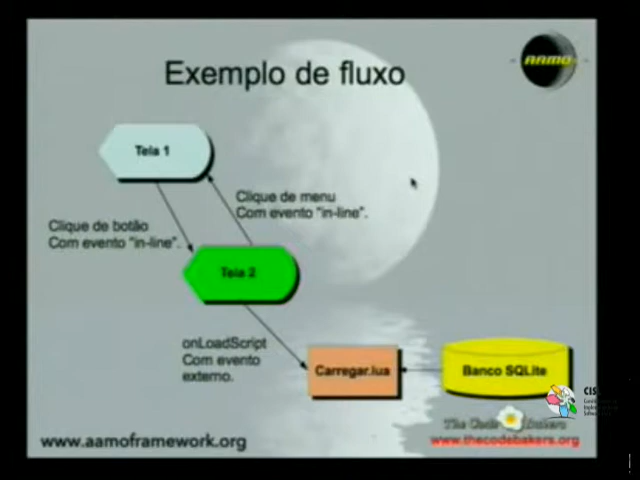 Exemplo de fluxo
AAMO
Tela 1
Clique de menu
Com evento "in-line".
Clique de botão
Com evento "in-line".
Tela 2
onLoadScript
Com evento
externo.
Carregar.lua
Banco SQLite
CIS
The Code Bakers
www.aamoframework.org
www.thecodebakers.org